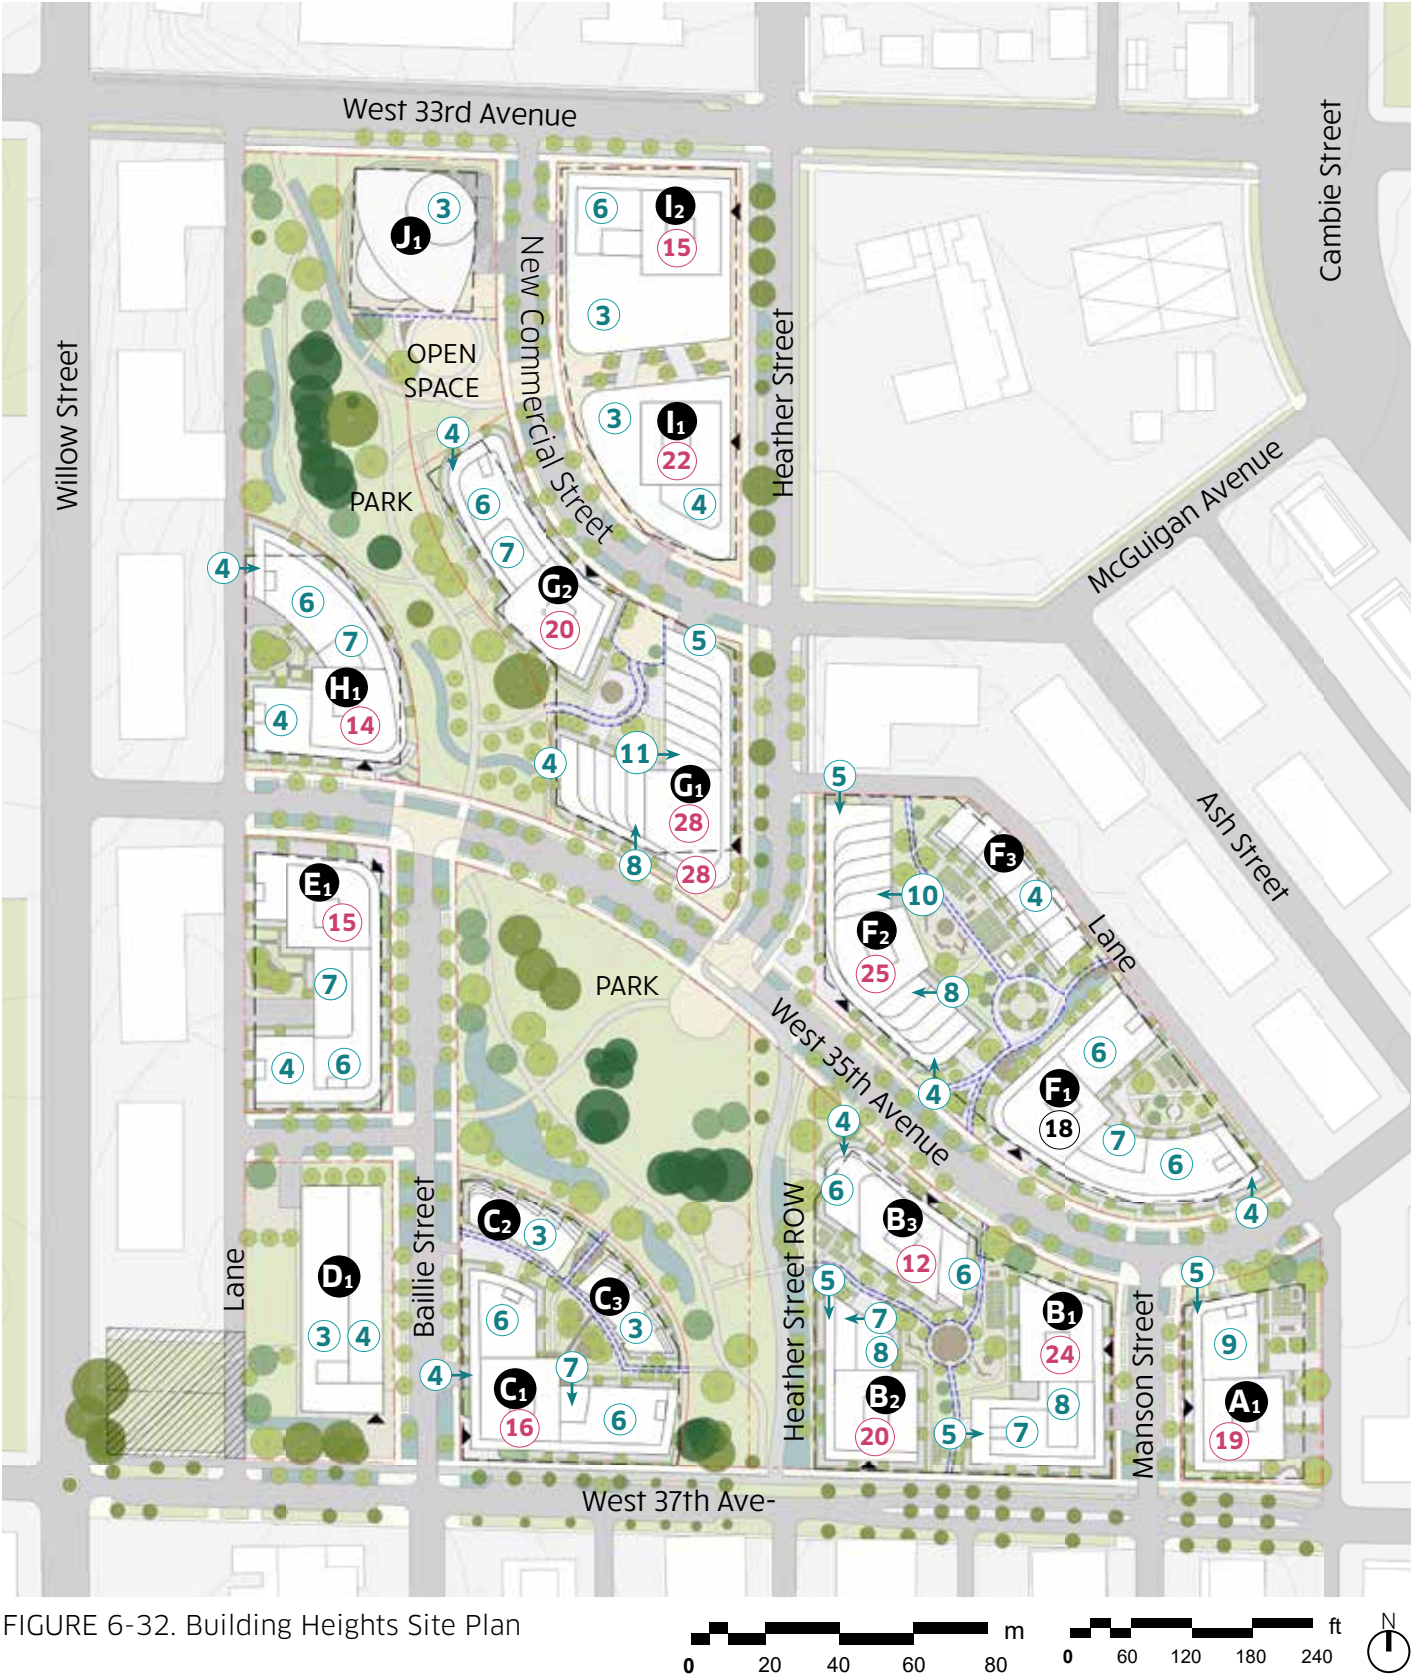 West 33rd Avenue
Cambie Street
Willow Street
New Commercial Street
Heather Street
McGuigan Avenue
Ash Street
J1
3
6
I2
15
3
OPEN
SPACE
3
I1
22
4
4
6
7
PARK
G2
20
4
6
7
H1
14
4
5
11
4
G1
28
8
28
5
10
F2
25
8
4
F3
4
Lane
E1
15
7
4
6
PARK
West 35th Avenue
6
F1
18
7
6
4
4
6
B3
12
6
Heather Street ROW
5
7
8
B2
20
B1
24
8
7
5
Manson Street
5
9
A1
19
Lane
D1
3
4
Baillie Street
C2
3
C3
3
6
4
C1
16
7
6
West 37th Ave-
FIGURE 6-32. Building Heights Site Plan
0 20 40 60 80 m
0 60 120 180 240 ft
N